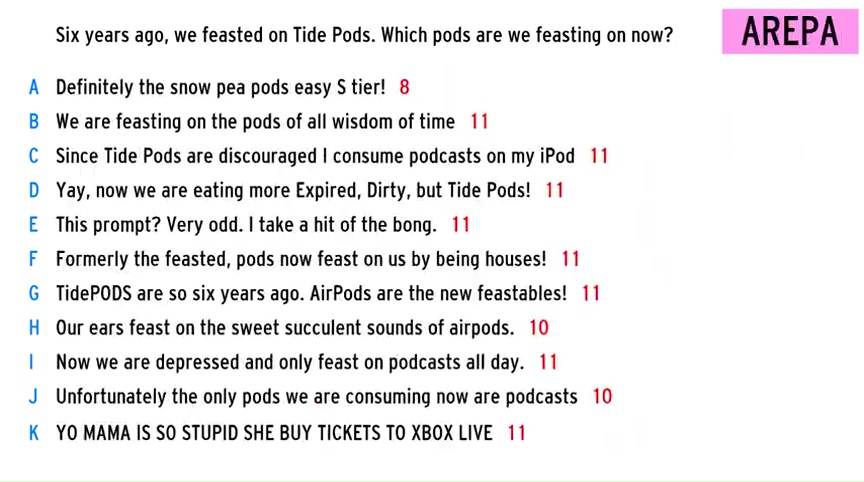 Six years ago, we feasted on Tide Pods. Which pods are we feasting on now?
AREPA
A Definitely the snow pea pods easy S tier! 8
B We are feasting on the pods of all wisdom of time 11
C Since Tide Pods are discouraged I consume podcasts on my iPod 11
D Yay, now we are eating more Expired, Dirty, but Tide Pods! 11
E This prompt? Very odd. I take a hit of the bong. 11
F Formerly the feasted, pods now feast on us by being houses! 11
G TidePODS are so six years ago. AirPods are the new feastables! 11
H Our ears feast on the sweet succulent sounds of airpods. 10
I Now we are depressed and only feast on podcasts all day. 11
J Unfortunately the only pods we are consuming now are podcasts 10
K YO MAMA IS SO STUPID SHE BUY TICKETS TO XBOX LIVE 11